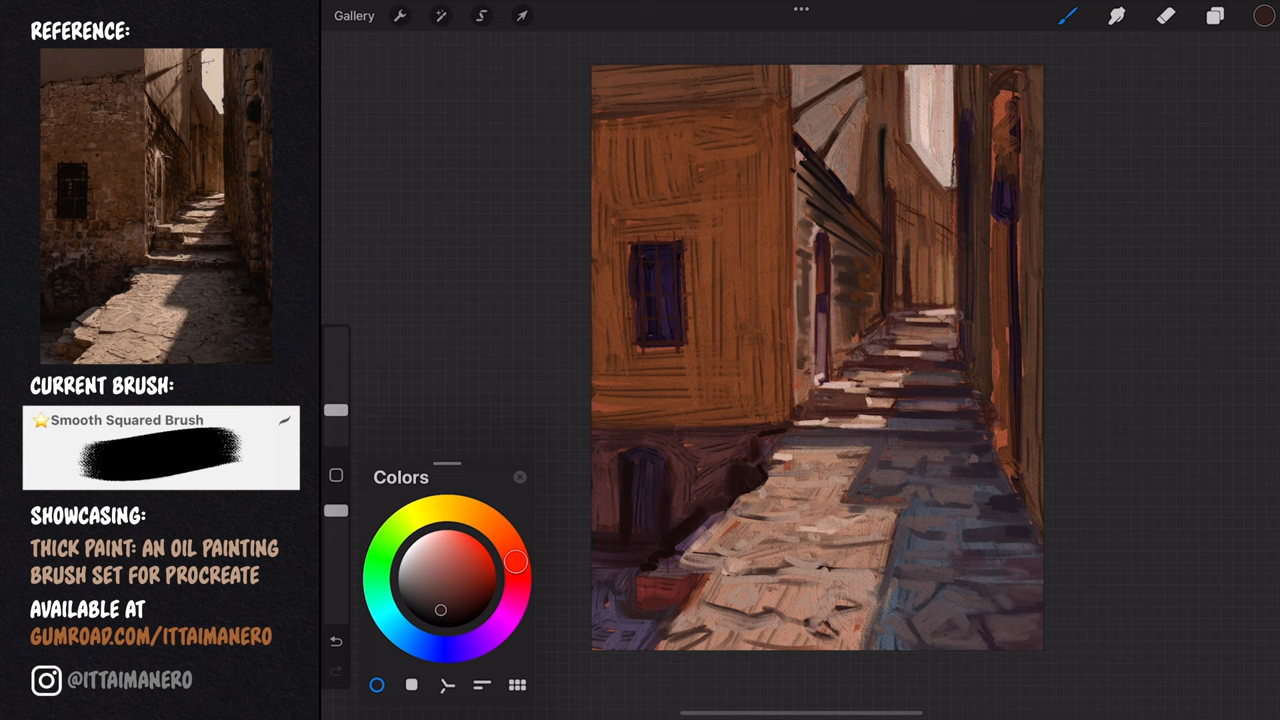 REFERENCE:
CURRENT BRUSH:
⭐Smooth Squared Brush
SHOWCASING:
THICK PAINT: AN OIL PAINTING
BRUSH SET FOR PROCREATE
AVAILABLE AT
GUMROAD.COM/ITTAIMANERO
@ITTAIMANERO
Gallery
Colors